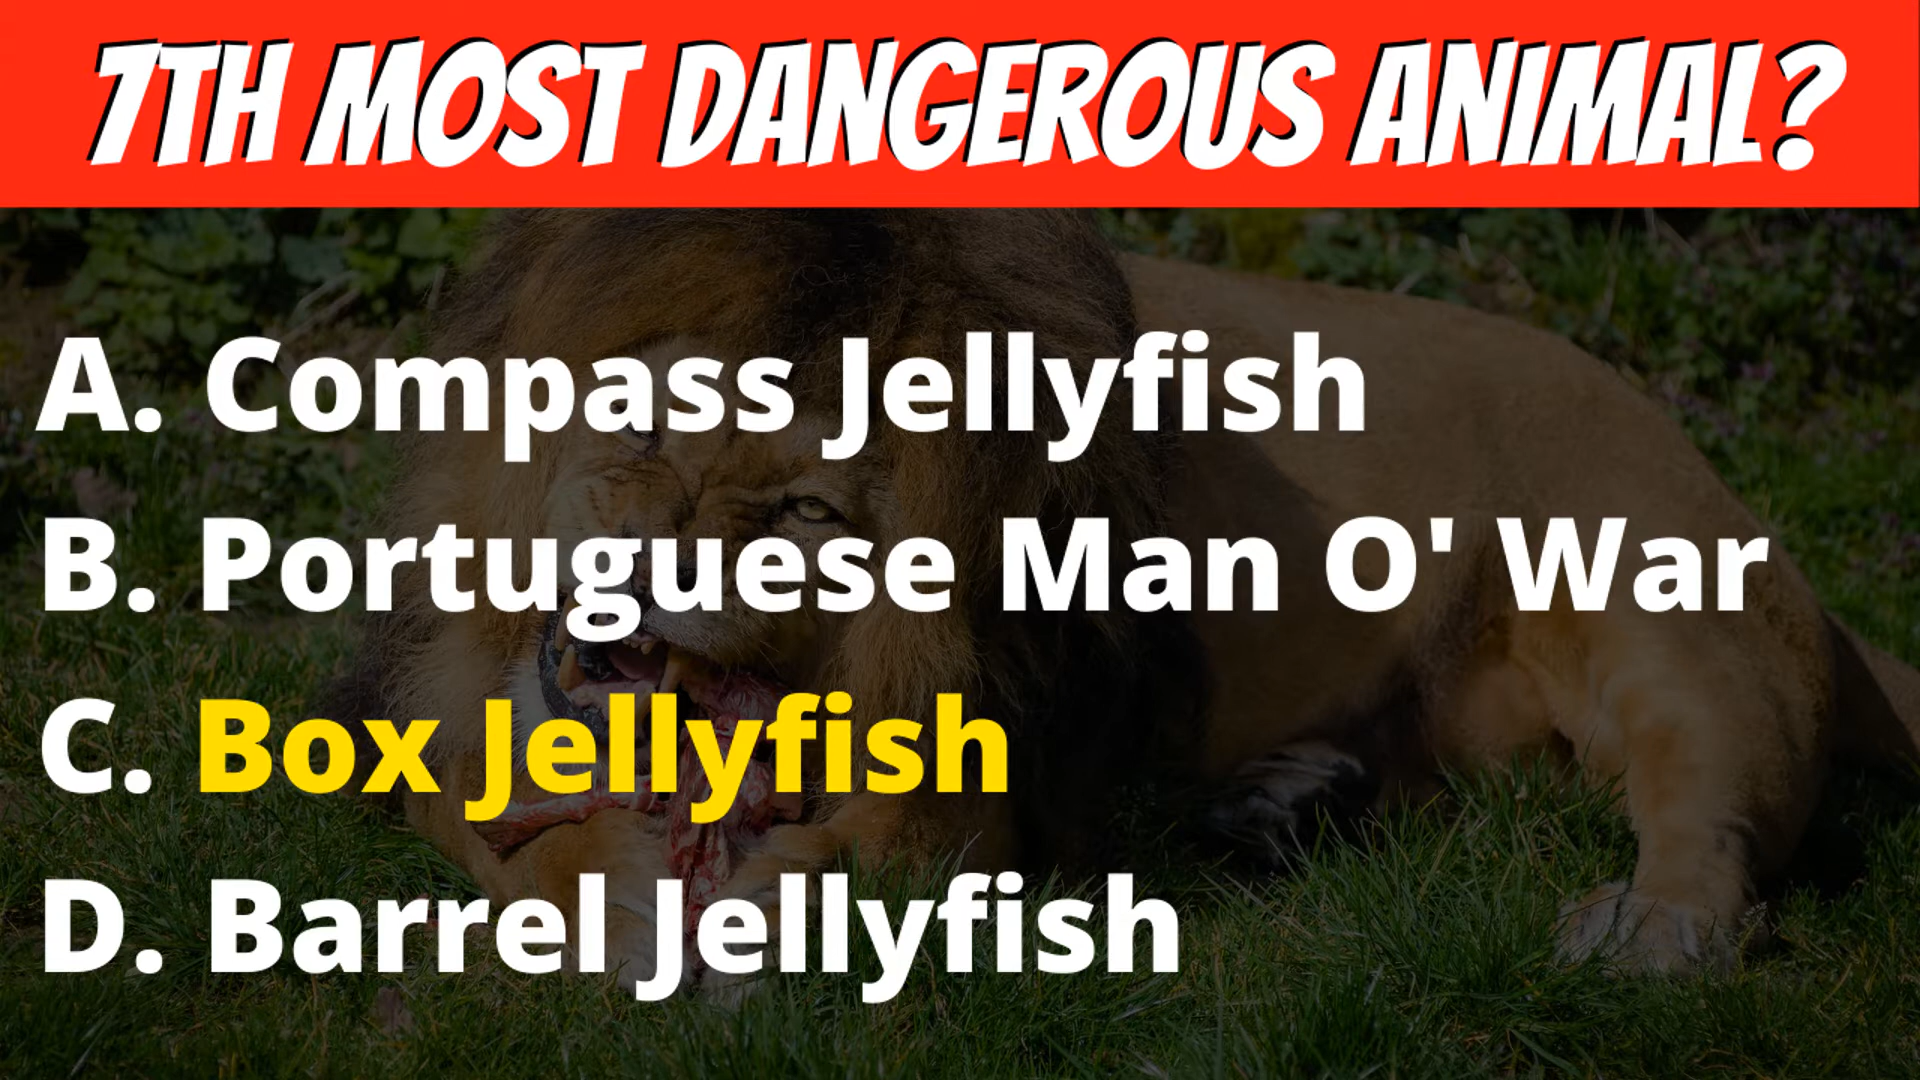 7TH MOST DANGEROUS ANIMAL?
A. Compass Jellyfish
B. Portuguese Man O' War
C. Box Jellyfish
D. Barrel Jellyfish